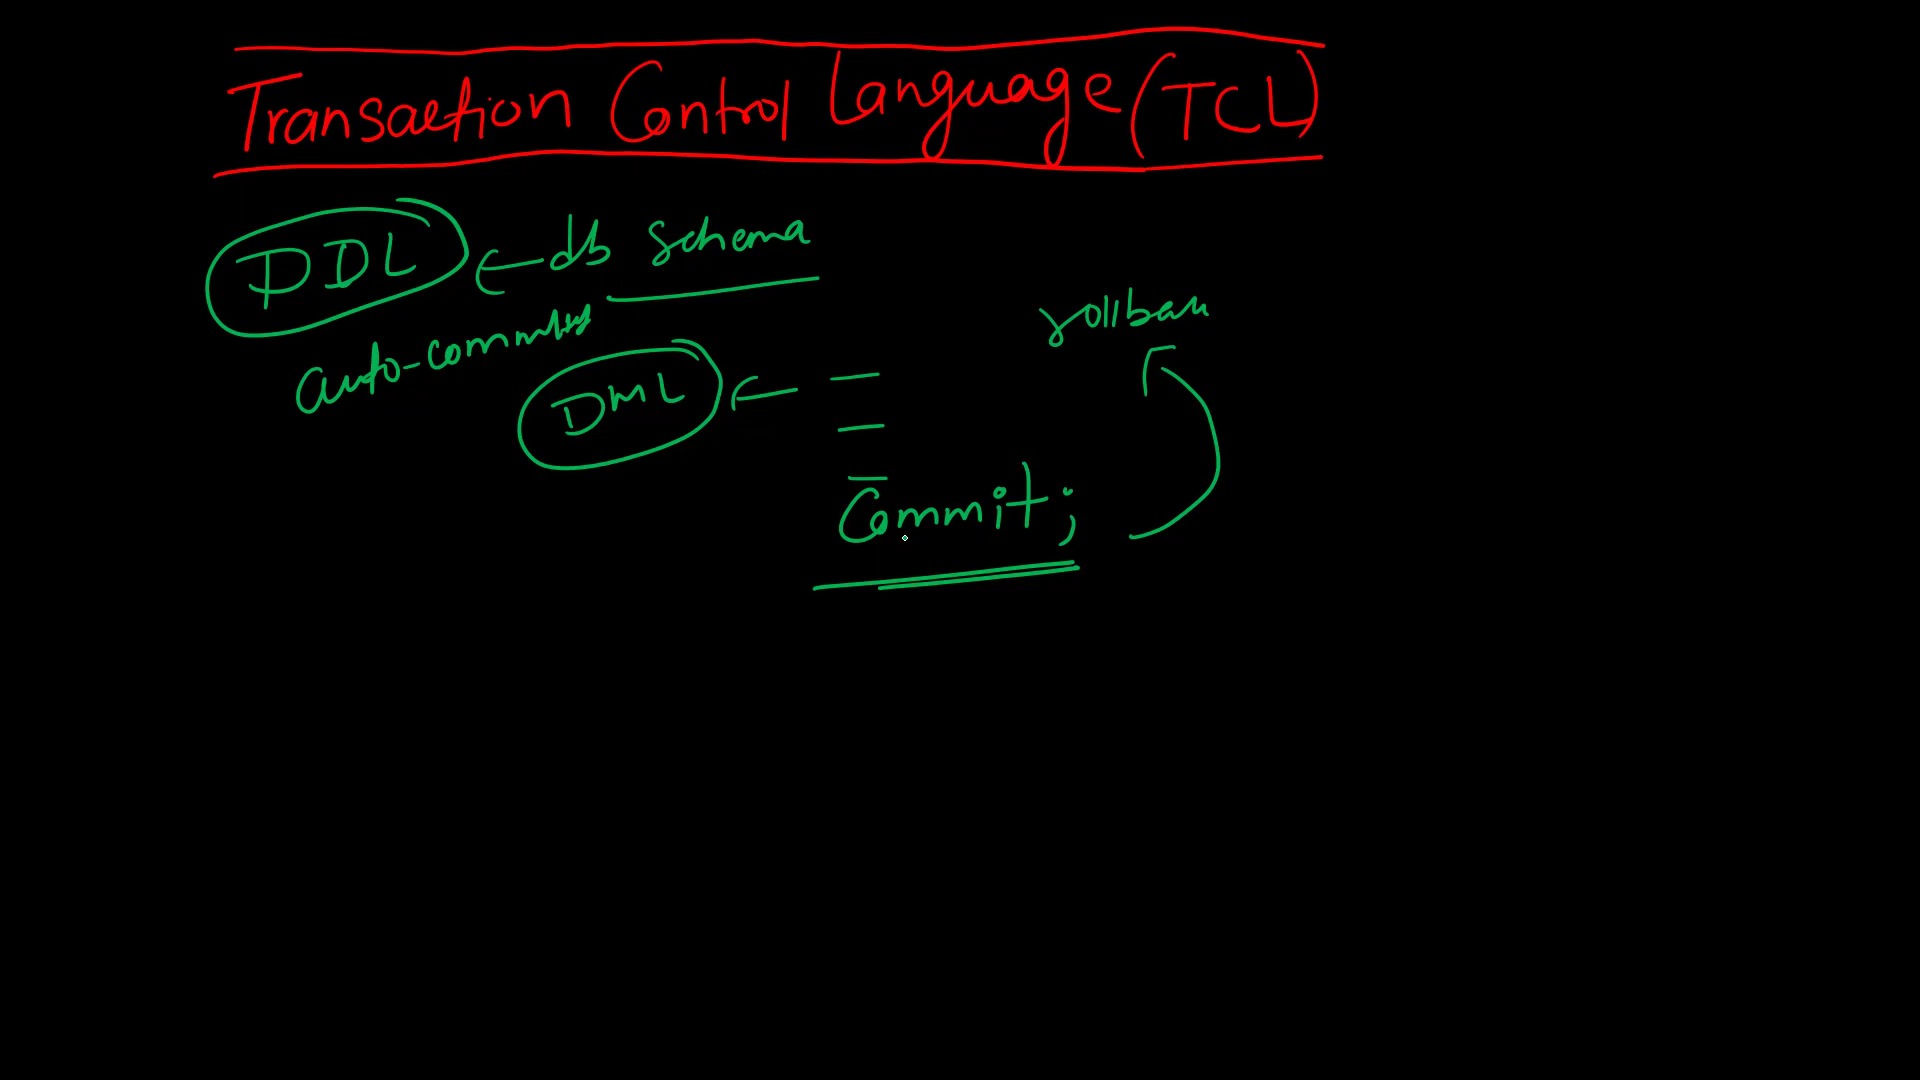 Transaction Control Language (TCL)
DDL ← db schema
auto-commit
DML ←
rollback
Commit;